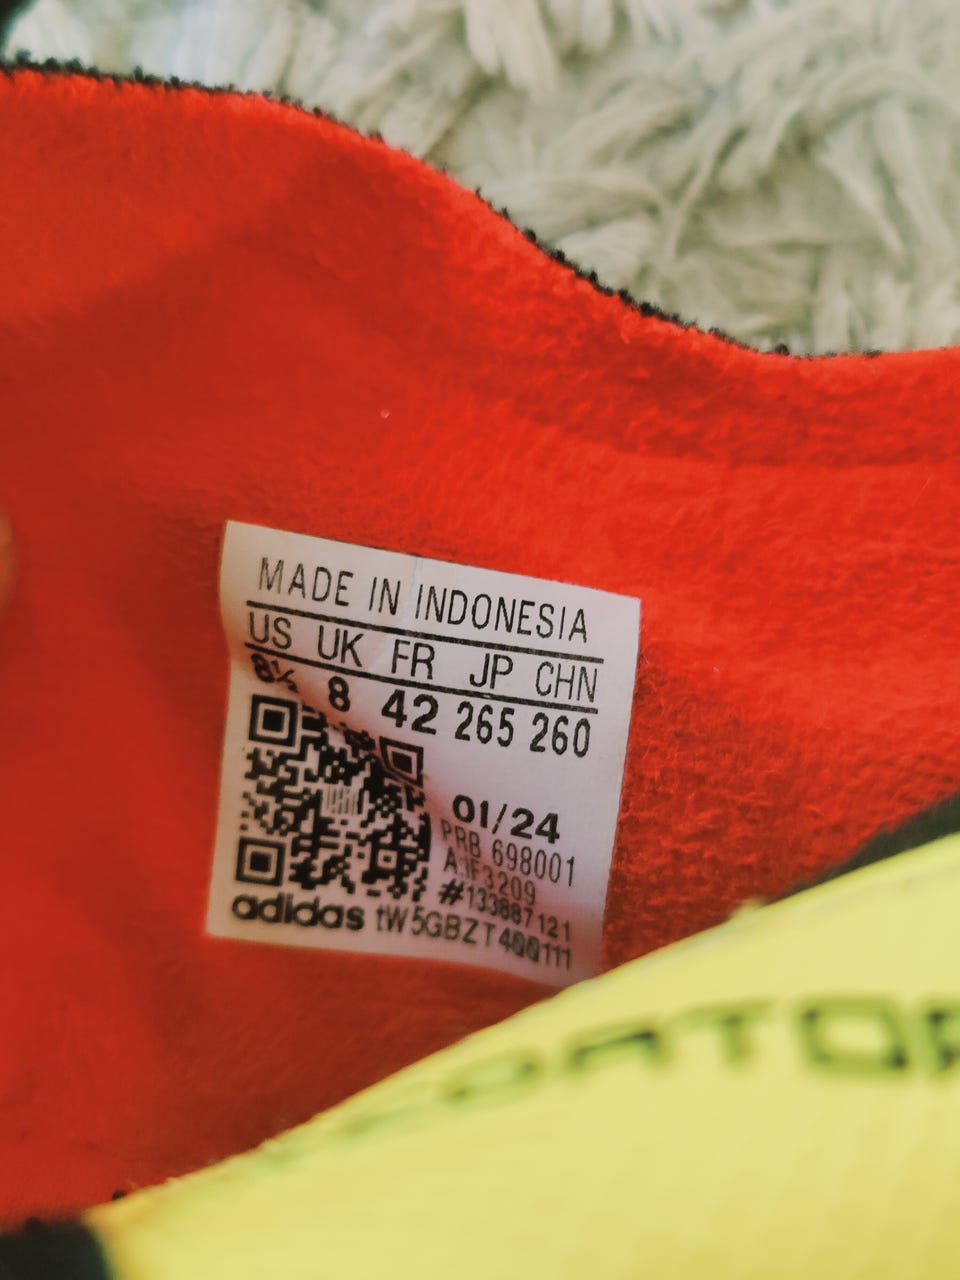 MADE IN INDONESIA
US UK FR JP CHN
8½ 8 42 265 260
01/24
PRB 698001
#133887121
adidas tW5GBZT4QQ111